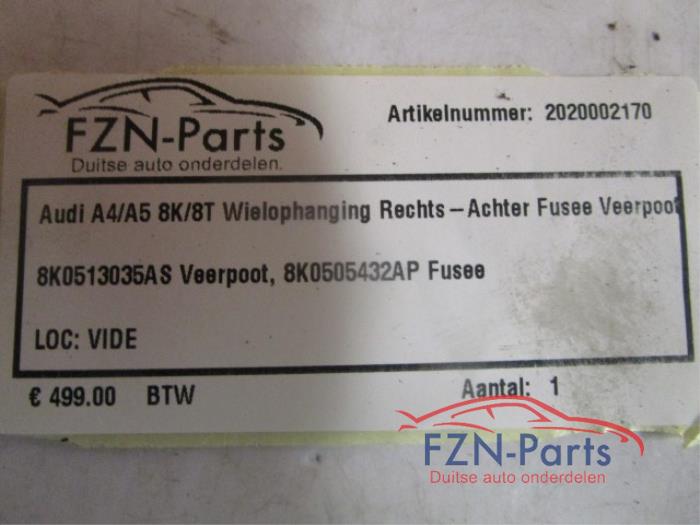 FZN-Parts
Duitse auto onderdelen.
Artikelnummer: 2020002170
Audi A4/A5 8K/8T Wielophanging Rechts-Achter Fusee Veerpoot
8K0513035AS Veerpoot, 8K0505432AP Fusee
LOC: VIDE
€ 499.00 BTW
Aantal: 1
FZN-Parts
Duitse auto onderdelen